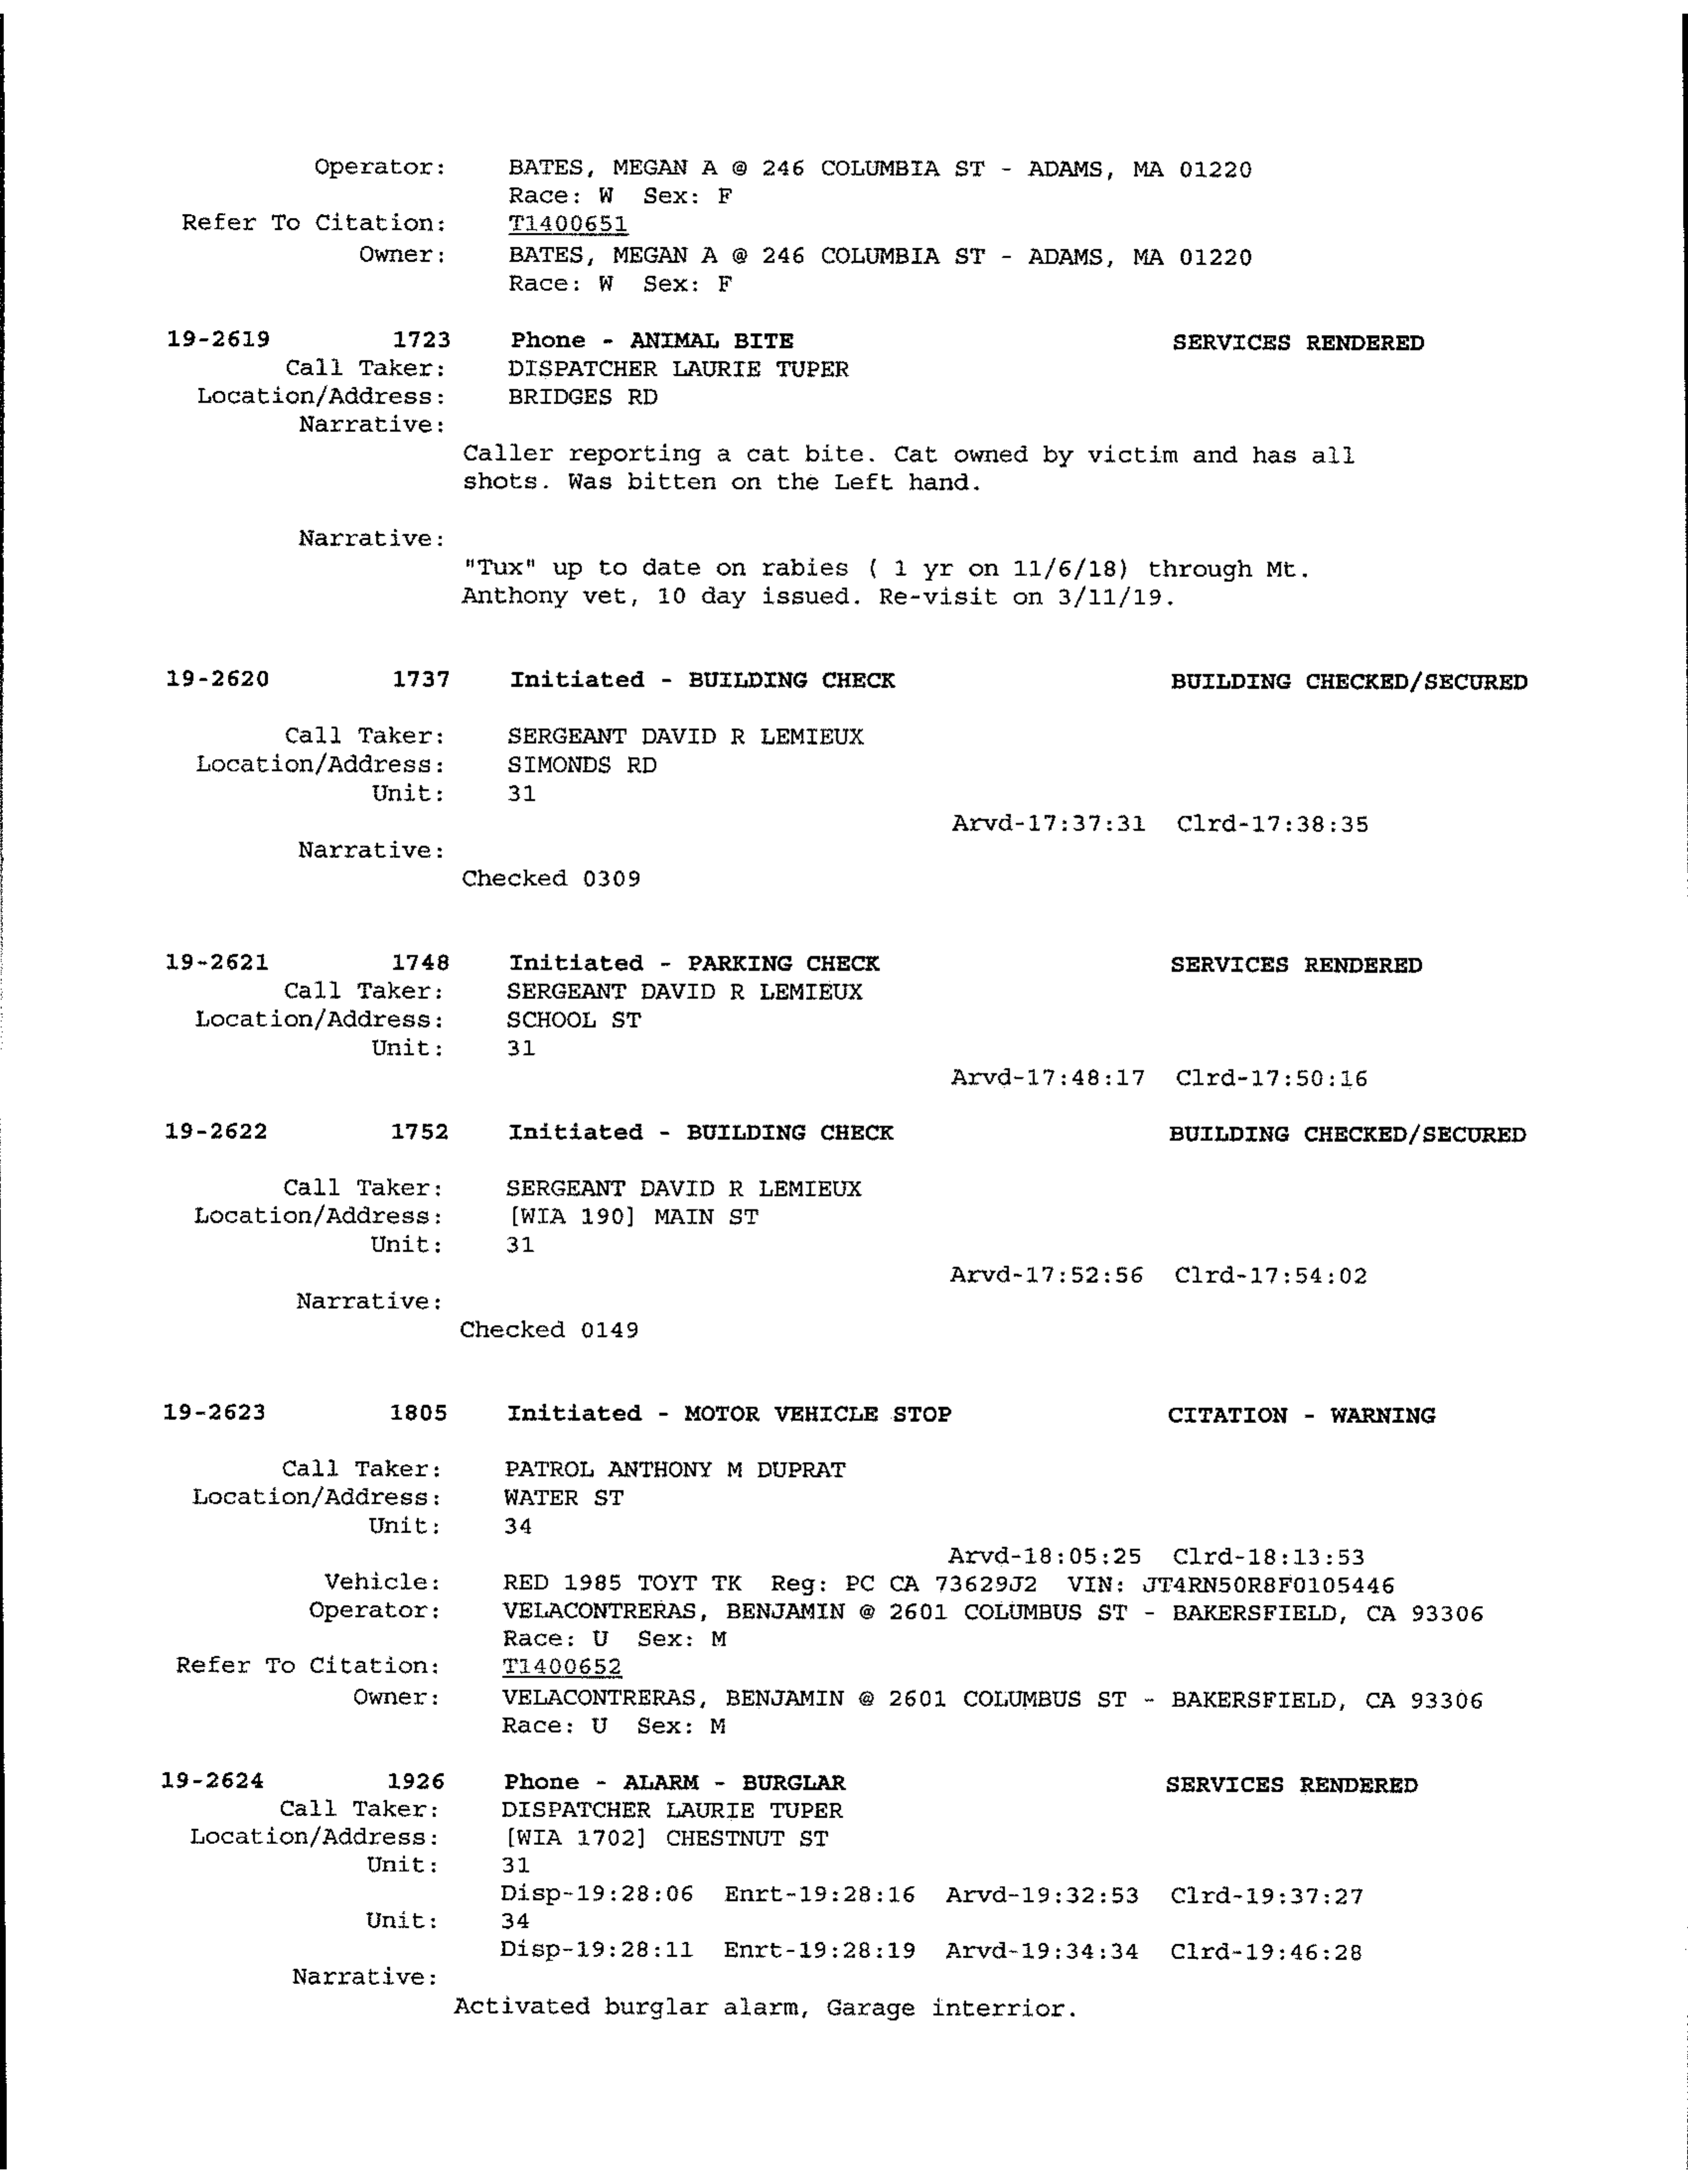 Operator: BATES, MEGAN A @ 246 COLUMBIA ST - ADAMS, MA 01220
Race: W Sex: F
Refer To Citation: T1400651
Owner: BATES, MEGAN A @ 246 COLUMBIA ST - ADAMS, MA 01220
Race: W Sex: F
19-2619 1723 Phone - ANIMAL BITE SERVICES RENDERED
Call Taker: DISPATCHER LAURIE TUPER
Location/Address: BRIDGES RD
Narrative:
Caller reporting a cat bite. Cat owned by victim and has all
shots. Was bitten on the Left hand.
Narrative:
"Tux" up to date on rabies ( 1 yr on 11/6/18) through Mt.
Anthony vet, 10 day issued. Re-visit on 3/11/19.
19-2620 1737 Initiated - BUILDING CHECK BUILDING CHECKED/SECURED
Call Taker: SERGEANT DAVID R LEMIEUX
Location/Address: SIMONDS RD
Unit: 31
Arvd-17:37:31 Clrd-17:38:35
Narrative:
Checked 0309
19-2621 1748 Initiated - PARKING CHECK SERVICES RENDERED
Call Taker: SERGEANT DAVID R LEMIEUX
Location/Address: SCHOOL ST
Unit: 31
Arvd-17:48:17 Clrd-17:50:16
19-2622 1752 Initiated - BUILDING CHECK BUILDING CHECKED/SECURED
Call Taker: SERGEANT DAVID R LEMIEUX
Location/Address: [WIA 190] MAIN ST
Unit: 31
Arvd-17:52:56 Clrd-17:54:02
Narrative:
Checked 0149
19-2623 1805 Initiated - MOTOR VEHICLE STOP CITATION - WARNING
Call Taker: PATROL ANTHONY M DUPRAT
Location/Address: WATER ST
Unit: 34
Arvd-18:05:25 Clrd-18:13:53
Vehicle: RED 1985 TOYT TK Reg: PC CA 73629J2 VIN: JT4RN50R8F0105446
Operator: VELACONTRERAS, BENJAMIN @ 2601 COLUMBUS ST - BAKERSFIELD, CA 93306
Race: U Sex: M
Refer To Citation: T1400652
Owner: VELACONTRERAS, BENJAMIN @ 2601 COLUMBUS ST - BAKERSFIELD, CA 93306
Race: U Sex: M
19-2624 1926 Phone - ALARM - BURGLAR SERVICES RENDERED
Call Taker: DISPATCHER LAURIE TUPER
Location/Address: [WIA 1702] CHESTNUT ST
Unit: 31
Disp-19:28:06 Enrt-19:28:16 Arvd-19:32:53 Clrd-19:37:27
Unit: 34
Disp-19:28:11 Enrt-19:28:19 Arvd-19:34:34 Clrd-19:46:28
Narrative:
Activated burglar alarm, Garage interrior.